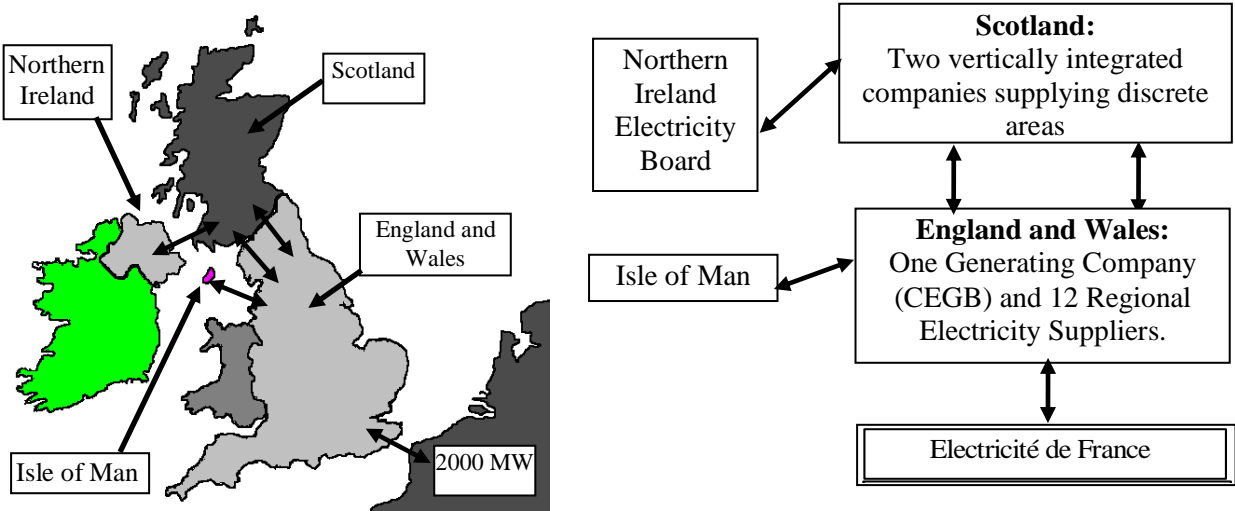 Northern
Ireland
Scotland
England and
Wales
Isle of Man
2000 MW
Northern
Ireland
Electricity
Board
Scotland:
Two vertically integrated
companies supplying discrete
areas
Isle of Man
England and Wales:
One Generating Company
(CEGB) and 12 Regional
Electricity Suppliers.
Electricité de France